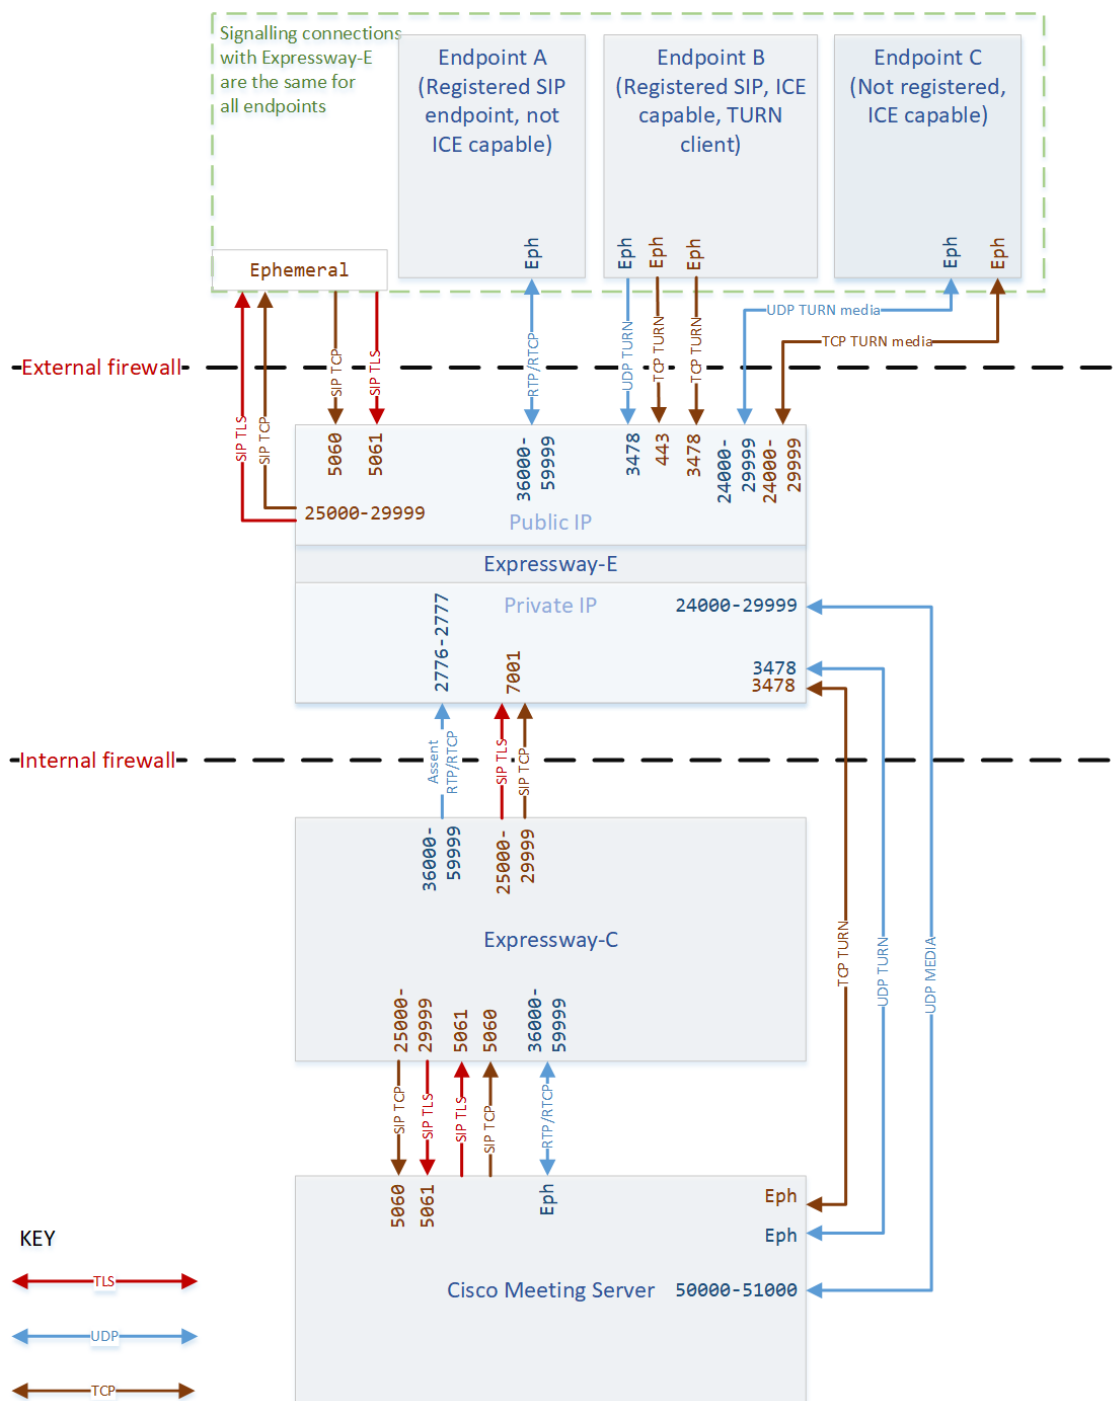 Signalling connections
with Expressway-E
are the same for
all endpoints
Endpoint A
(Registered SIP
endpoint, not
ICE capable)
Endpoint B
(Registered SIP, ICE
capable, TURN
client)
Endpoint C
(Not registered,
ICE capable)
Ephemeral
Eph
Eph
Eph
Eph
Eph
Eph
UDP TURN media
TCP TURN media
External firewall
SIP TLS
SIP TCP
SIP TCP
SIP TLS
RTP/RTCP
UDP TURN
TCP TURN
TCP TURN
5060
5061
36000-
59999
3478
443
3478
24000-
29999
24000-
29999
25000-29999
Public IP
Expressway-E
Private IP
24000-29999
2776-2777
7001
3478
3478
Internal firewall
Assent
RTP/RTCP
SIP TLS
SIP TCP
36000-
59999
25000-
29999
Expressway-C
TCP TURN
UDP TURN
UDP MEDIA
25000-
29999
5061
5060
36000-
59999
SIP TCP
SIP TLS
SIP TLS
SIP TCP
RTP/RTCP
5060
5061
Eph
Eph
Eph
Cisco Meeting Server
50000-51000
KEY
TLS
UDP
TCP